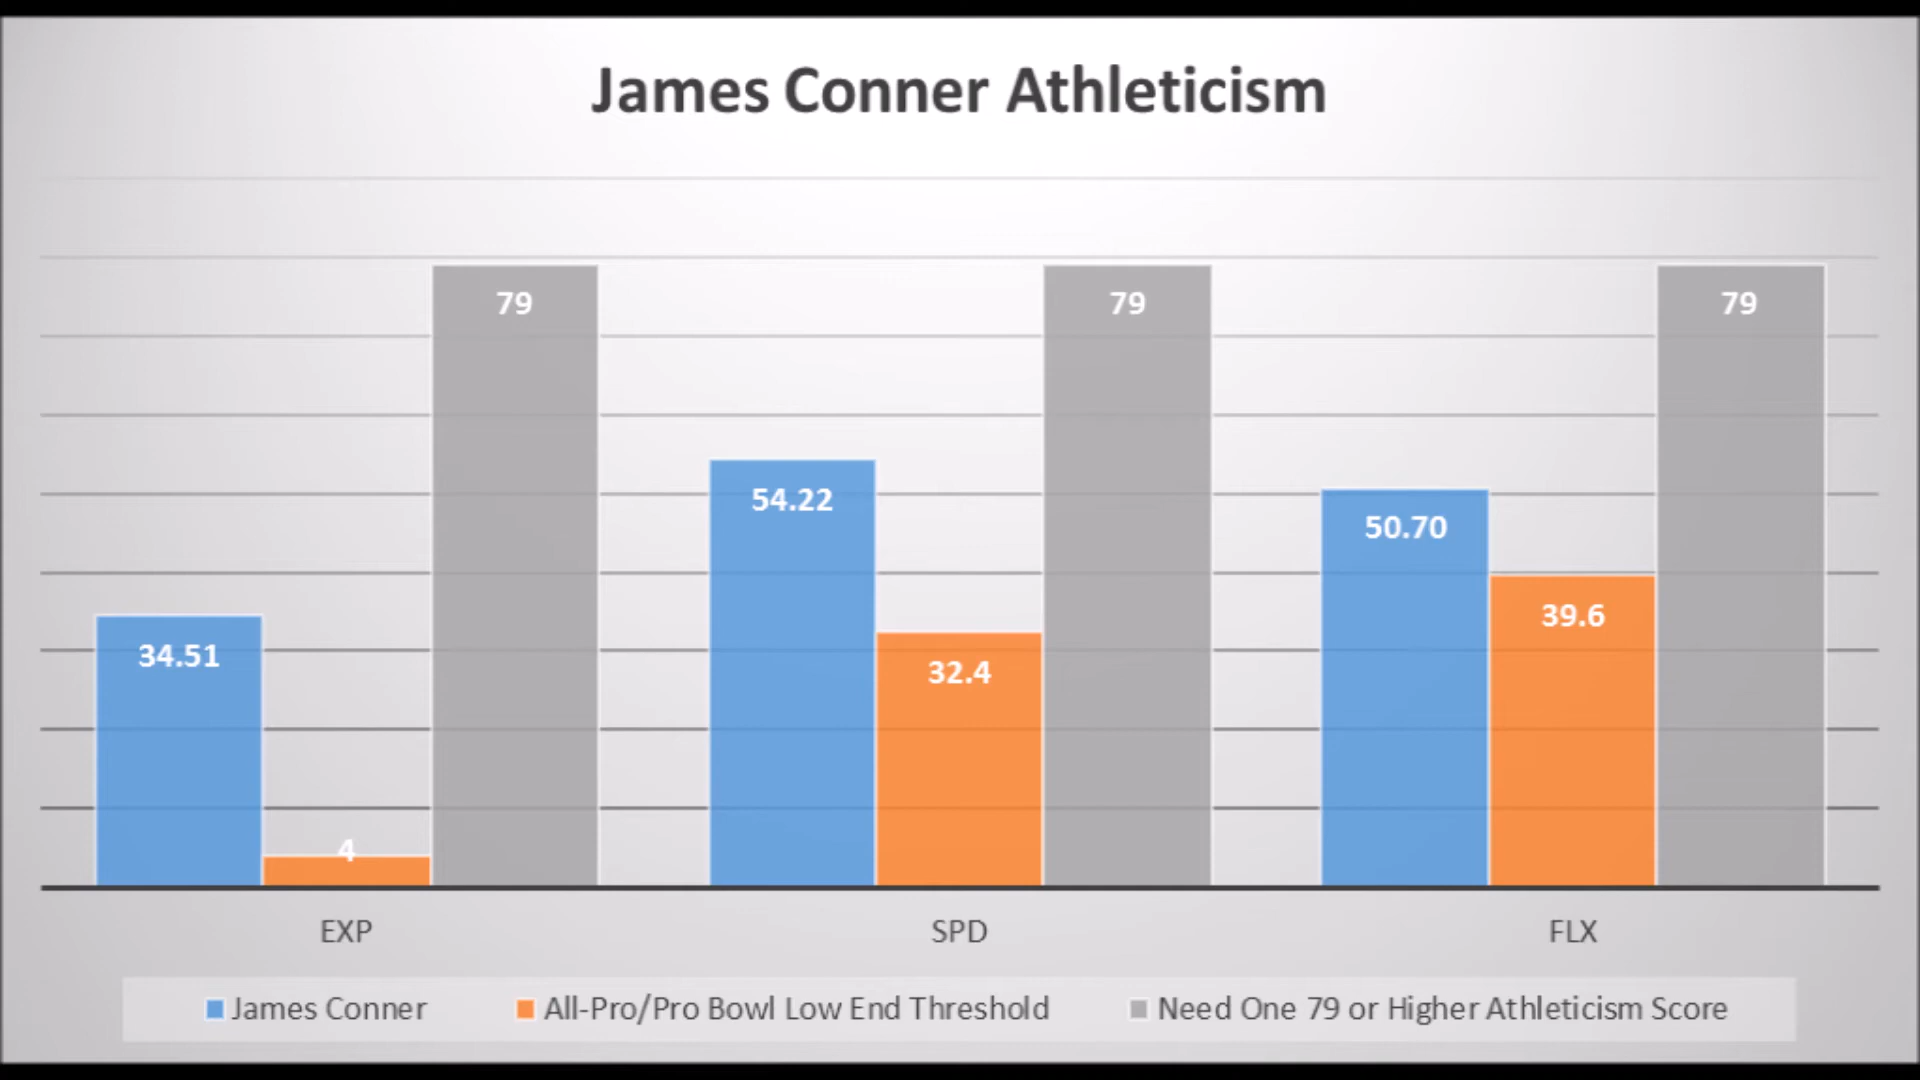 James Conner Athleticism
79
79
79
54.22
50.70
39.6
34.51
32.4
4
EXP
SPD
FLX
James Conner
All-Pro/Pro Bowl Low End Threshold
Need One 79 or Higher Athleticism Score